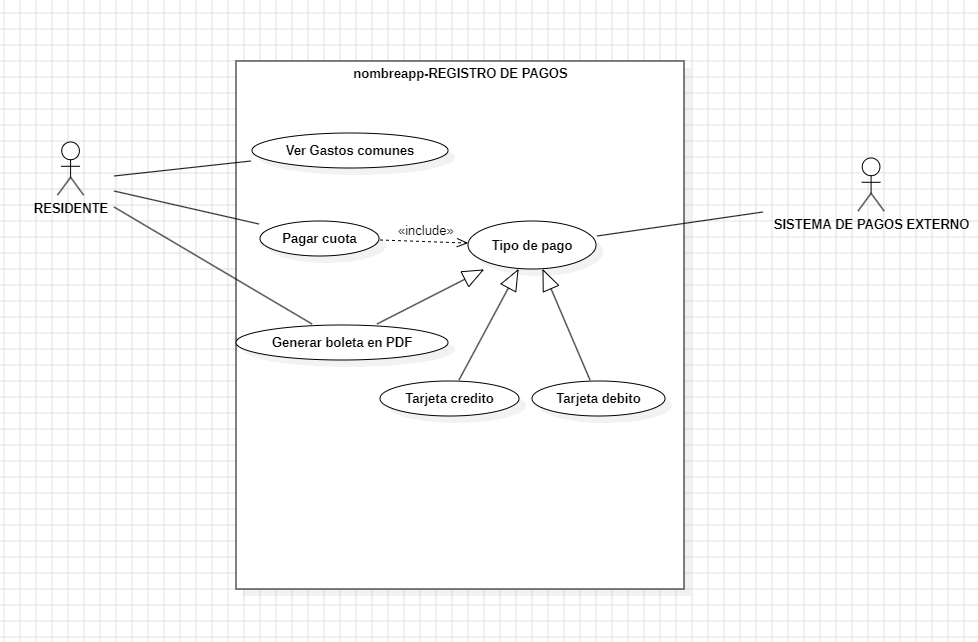 nombreapp-REGISTRO DE PAGOS
Ver Gastos comunes
RESIDENTE
Pagar cuota
«include»
Tipo de pago
SISTEMA DE PAGOS EXTERNO
Generar boleta en PDF
Tarjeta credito
Tarjeta debito